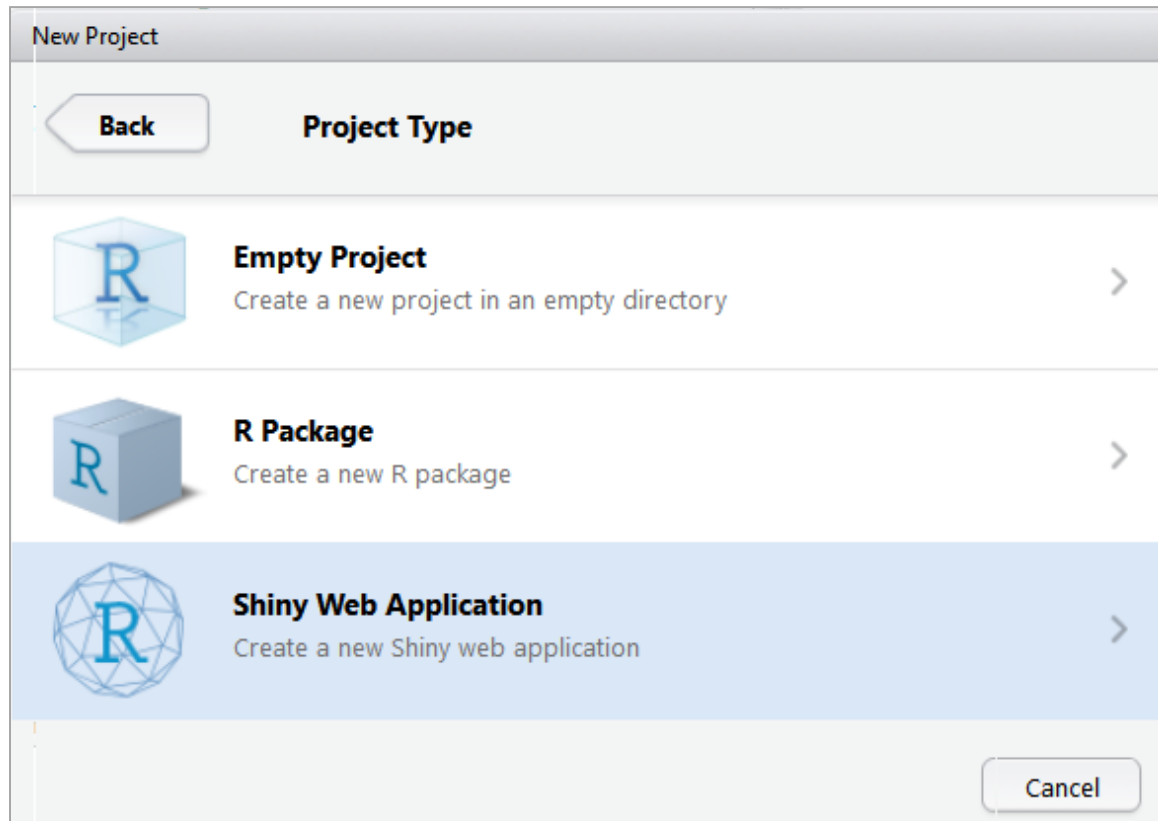 New Project
Back
Project Type
R
Empty Project
Create a new project in an empty directory
R
R Package
Create a new R package
R
Shiny Web Application
Create a new Shiny web application
Cancel